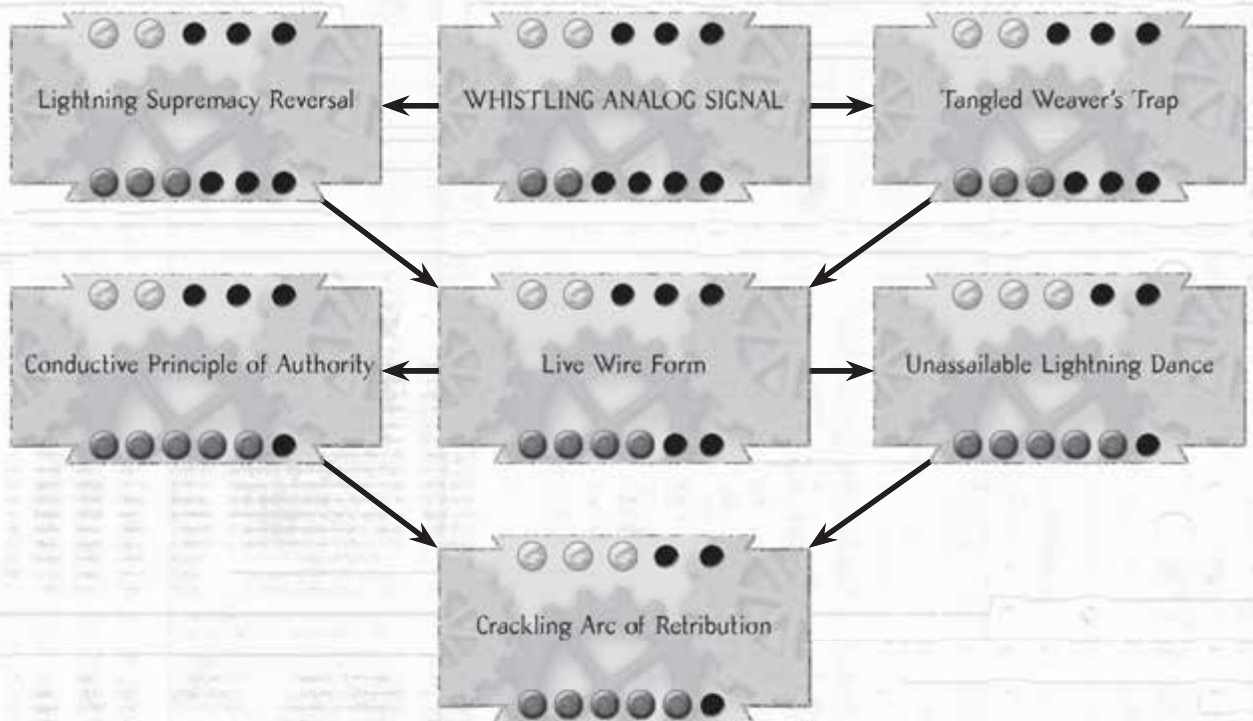 Lightning Supremacy Reversal
WHISTLING ANALOG SIGNAL
Tangled Weaver's Trap
Conductive Principle of Authority
Live Wire Form
Unassailable Lightning Dance
Crackling Arc of Retribution